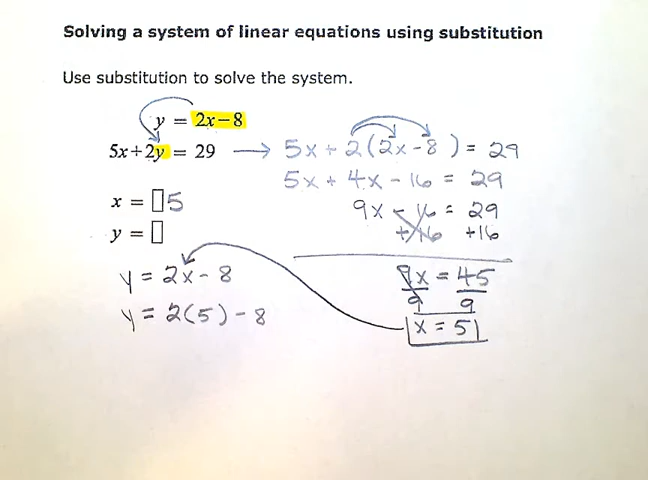 Solving a system of linear equations using substitution
Use substitution to solve the system.
y = 2x-8
5x+2y = 29 → 5x + 2(2x-8) = 29
5x + 4x - 16 = 29
x = □5
9x - 16 = 29
+16 +16
y = □
y = 2x - 8
9x = 45
9 9
y = 2(5) - 8
x = 5